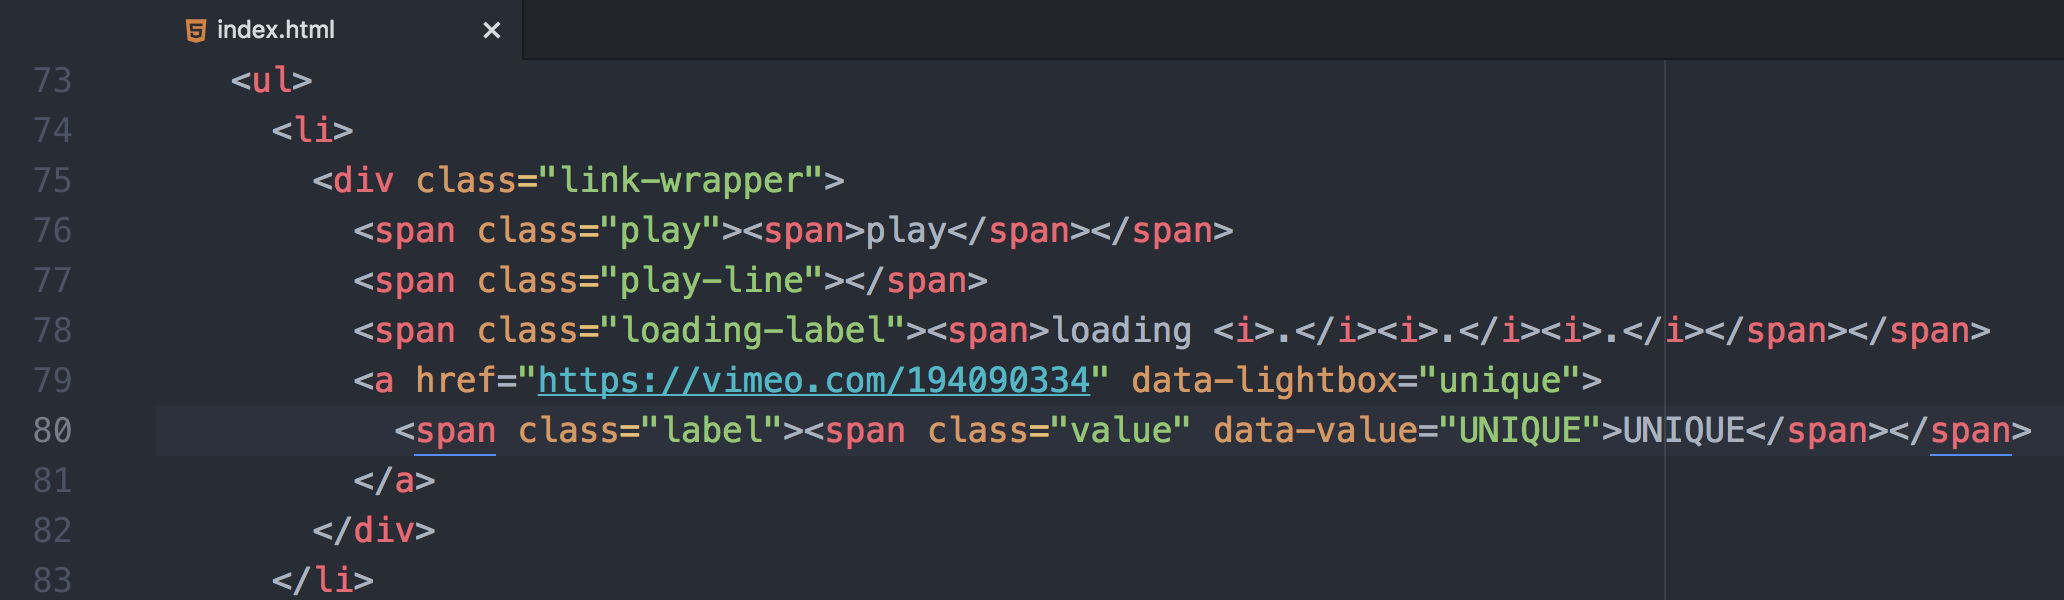 index.html ×
73 <ul>
74 <li>
75 <div class="link-wrapper">
76 <span class="play"><span>play</span></span>
77 <span class="play-line"></span>
78 <span class="loading-label"><span>loading <i>.</i><i>.</i><i>.</i></span></span>
79 <a href="https://vimeo.com/194090334" data-lightbox="unique">
80 <span class="label"><span class="value" data-value="UNIQUE">UNIQUE</span></span>
81 </a>
82 </div>
83 </li>